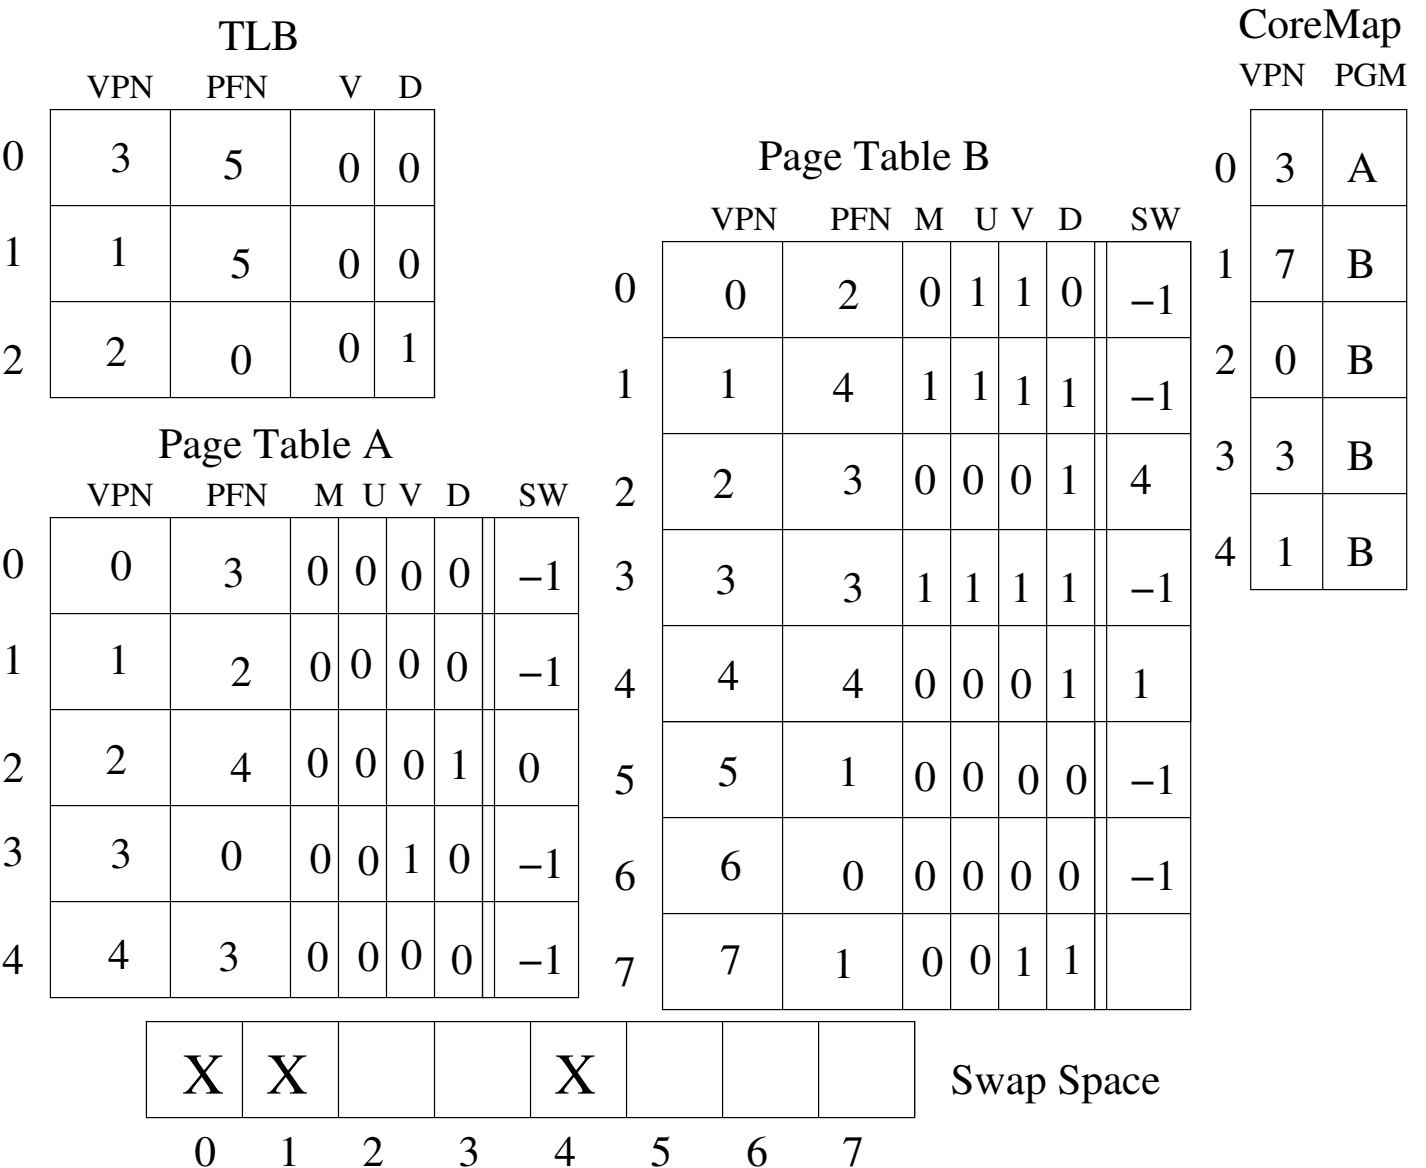 TLB
VPN PFN V D
0 3 5 0 0
1 1 5 0 0
2 2 0 0 1
Page Table A
VPN PFN M U V D SW
0 0 3 0 0 0 0 −1
1 1 2 0 0 0 0 −1
2 2 4 0 0 0 1 0
3 3 0 0 0 1 0 −1
4 4 3 0 0 0 0 −1
Page Table B
VPN PFN M U V D SW
0 0 2 0 1 1 0 −1
1 1 4 1 1 1 1 −1
2 2 3 0 0 0 1 4
3 3 3 1 1 1 1 −1
4 4 4 0 0 0 1 1
5 5 1 0 0 0 0 −1
6 6 0 0 0 0 0 −1
7 7 1 0 0 1 1
CoreMap
VPN PGM
0 3 A
1 7 B
2 0 B
3 3 B
4 1 B
X X X
Swap Space
0 1 2 3 4 5 6 7